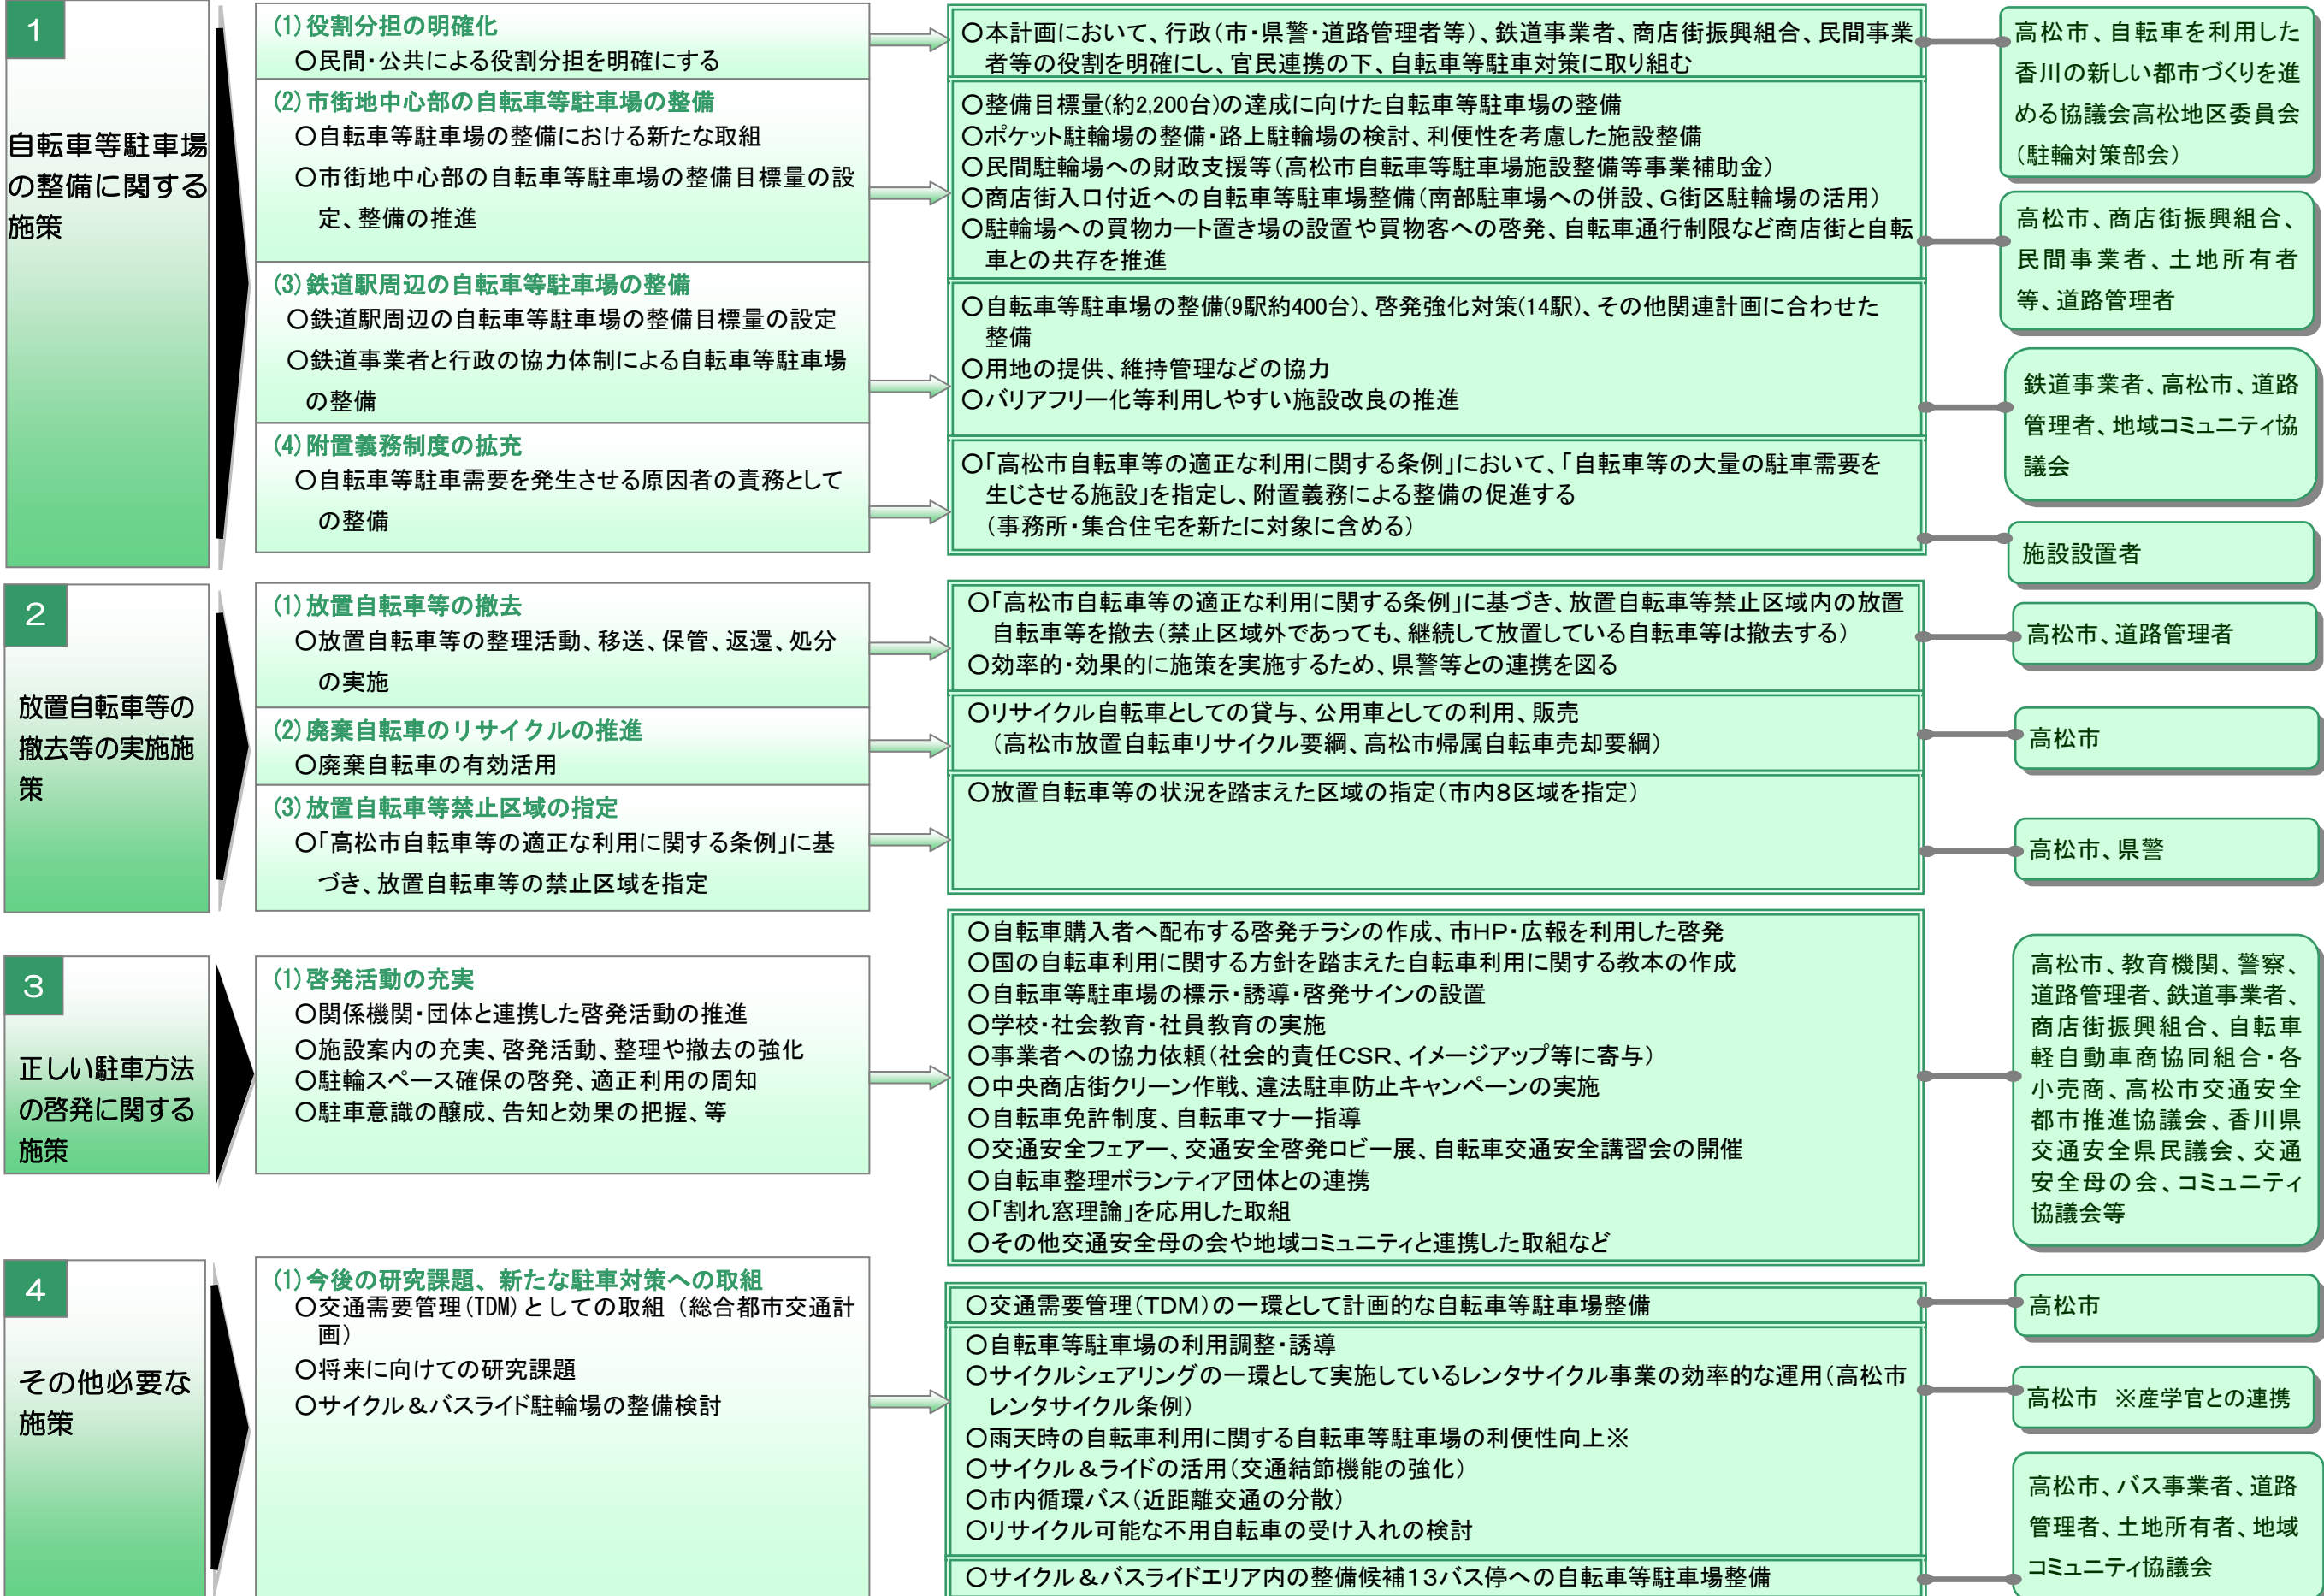 1
自転車等駐車場
の整備に関する
施策
(1)役割分担の明確化
○民間・公共による役割分担を明確にする
(2)市街地中心部の自転車等駐車場の整備
○自転車等駐車場の整備における新たな取組
○市街地中心部の自転車等駐車場の整備目標量の設
定、整備の推進
(3)鉄道駅周辺の自転車等駐車場の整備
○鉄道駅周辺の自転車等駐車場の整備目標量の設定
○鉄道事業者と行政の協力体制による自転車等駐車場
の整備
(4)附置義務制度の拡充
○自転車等駐車需要を発生させる原因者の責務として
の整備
○本計画において、行政(市・県警・道路管理者等)、鉄道事業者、商店街振興組合、民間事業
者等の役割を明確にし、官民連携の下、自転車等駐車対策に取り組む
○整備目標量(約2,200台)の達成に向けた自転車等駐車場の整備
○ポケット駐輪場の整備・路上駐輪場の検討、利便性を考慮した施設整備
○民間駐輪場への財政支援等(高松市自転車等駐車場施設整備等事業補助金)
○商店街入口付近への自転車等駐車場整備(南部駐車場への併設、G街区駐輪場の活用)
○駐輪場への買物カート置き場の設置や買物客への啓発、自転車通行制限など商店街と自転
車との共存を推進
○自転車等駐車場の整備(9駅約400台)、啓発強化対策(14駅)、その他関連計画に合わせた
整備
○用地の提供、維持管理などの協力
○バリアフリー化等利用しやすい施設改良の推進
○「高松市自転車等の適正な利用に関する条例」において、「自転車等の大量の駐車需要を
生じさせる施設」を指定し、附置義務による整備の促進する
(事務所・集合住宅を新たに対象に含める)
高松市、自転車を利用した
香川の新しい都市づくりを進
める協議会高松地区委員会
(駐輪対策部会)
高松市、商店街振興組合、
民間事業者、土地所有者
等、道路管理者
鉄道事業者、高松市、道路
管理者、地域コミュニティ協
議会
施設設置者
2
放置自転車等の
撤去等の実施施
策
(1)放置自転車等の撤去
○放置自転車等の整理活動、移送、保管、返還、処分
の実施
(2)廃棄自転車のリサイクルの推進
○廃棄自転車の有効活用
(3)放置自転車等禁止区域の指定
○「高松市自転車等の適正な利用に関する条例」に基
づき、放置自転車等の禁止区域を指定
○「高松市自転車等の適正な利用に関する条例」に基づき、放置自転車等禁止区域内の放置
自転車等を撤去(禁止区域外であっても、継続して放置している自転車等は撤去する)
○効率的・効果的に施策を実施するため、県警等との連携を図る
○リサイクル自転車としての貸与、公用車としての利用、販売
(高松市放置自転車リサイクル要綱、高松市帰属自転車売却要綱)
○放置自転車等の状況を踏まえた区域の指定(市内8区域を指定)
高松市、道路管理者
高松市
高松市、県警
3
正しい駐車方法
の啓発に関する
施策
(1)啓発活動の充実
○関係機関・団体と連携した啓発活動の推進
○施設案内の充実、啓発活動、整理や撤去の強化
○駐輪スペース確保の啓発、適正利用の周知
○駐車意識の醸成、告知と効果の把握、等
○自転車購入者へ配布する啓発チラシの作成、市HP・広報を利用した啓発
○国の自転車利用に関する方針を踏まえた自転車利用に関する教本の作成
○自転車等駐車場の標示・誘導・啓発サインの設置
○学校・社会教育・社員教育の実施
○事業者への協力依頼(社会的責任CSR、イメージアップ等に寄与)
○中央商店街クリーン作戦、違法駐車防止キャンペーンの実施
○自転車免許制度、自転車マナー指導
○交通安全フェアー、交通安全啓発ロビー展、自転車交通安全講習会の開催
○自転車整理ボランティア団体との連携
○「割れ窓理論」を応用した取組
○その他交通安全母の会や地域コミュニティと連携した取組など
高松市、教育機関、警察、
道路管理者、鉄道事業者、
商店街振興組合、自転車
軽自動車商協同組合・各
小売商、高松市交通安全
都市推進協議会、香川県
交通安全県民議会、交通
安全母の会、コミュニティ
協議会等
4
その他必要な
施策
(1)今後の研究課題、新たな駐車対策への取組
○交通需要管理(TDM)としての取組(総合都市交通計
画)
○将来に向けての研究課題
○サイクル&バスライド駐輪場の整備検討
○交通需要管理(TDM)の一環として計画的な自転車等駐車場整備
○自転車等駐車場の利用調整・誘導
○サイクルシェアリングの一環として実施しているレンタサイクル事業の効率的な運用(高松市
レンタサイクル条例)
○雨天時の自転車利用に関する自転車等駐車場の利便性向上※
○サイクル&ライドの活用(交通結節機能の強化)
○市内循環バス(近距離交通の分散)
○リサイクル可能な不用自転車の受け入れの検討
○サイクル&バスライドエリア内の整備候補13バス停への自転車等駐車場整備
高松市
高松市 ※産学官との連携
高松市、バス事業者、道路
管理者、土地所有者、地域
コミュニティ協議会